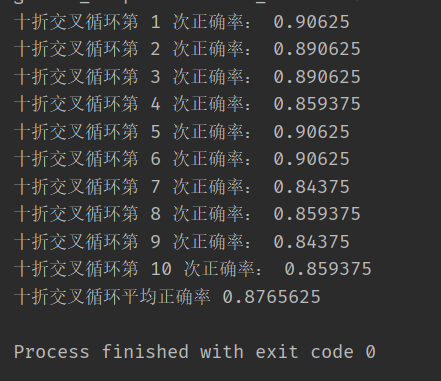 十折交叉循环第 1 次正确率： 0.90625
十折交叉循环第 2 次正确率： 0.890625
十折交叉循环第 3 次正确率： 0.890625
十折交叉循环第 4 次正确率： 0.859375
十折交叉循环第 5 次正确率： 0.90625
十折交叉循环第 6 次正确率： 0.90625
十折交叉循环第 7 次正确率： 0.84375
十折交叉循环第 8 次正确率： 0.859375
十折交叉循环第 9 次正确率： 0.84375
十折交叉循环第 10 次正确率： 0.859375
十折交叉循环平均正确率 0.8765625
Process finished with exit code 0